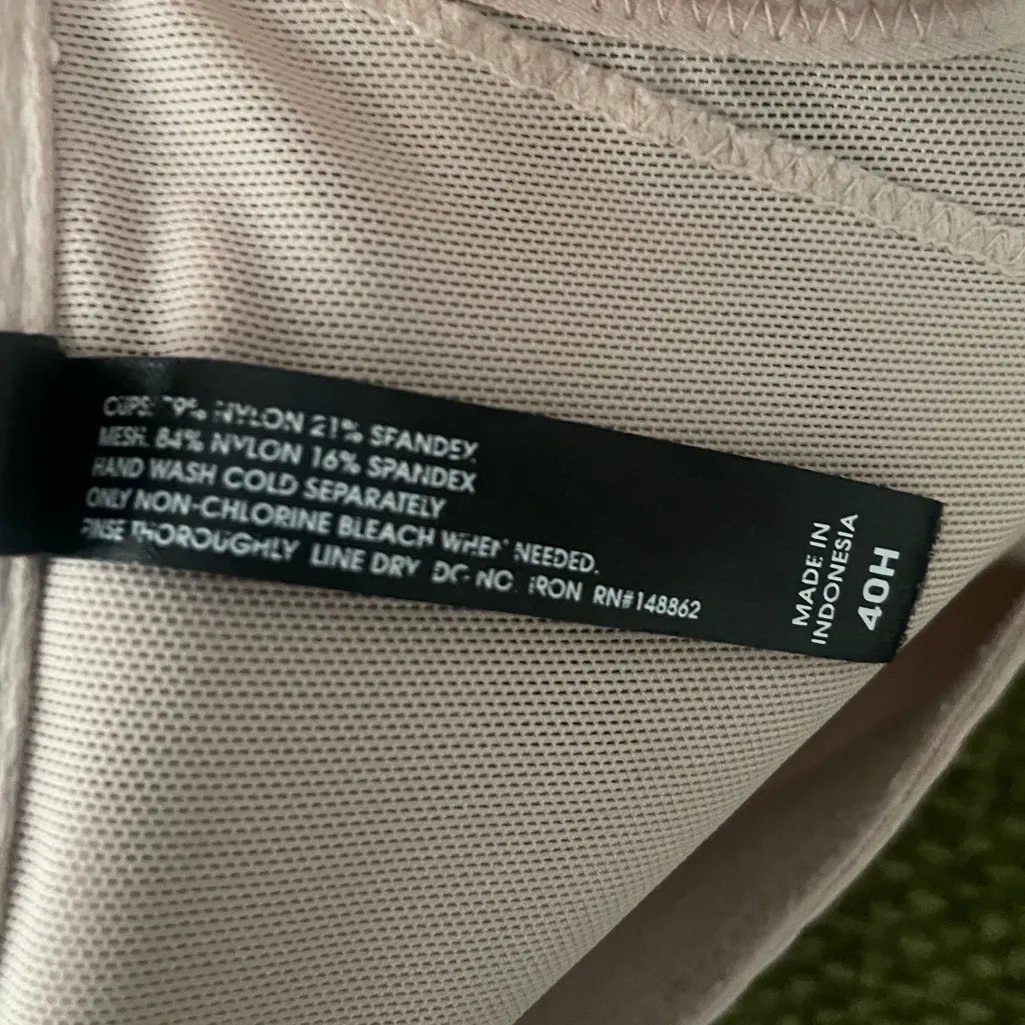 CUPS: 79% NYLON 21% SPANDEX
MESH: 84% NYLON 16% SPANDEX
HAND WASH COLD SEPARATELY
ONLY NON-CHLORINE BLEACH WHEN NEEDED.
RINSE THOROUGHLY LINE DRY DO NO IRON RN#148862
MADE IN
INDONESIA
40H